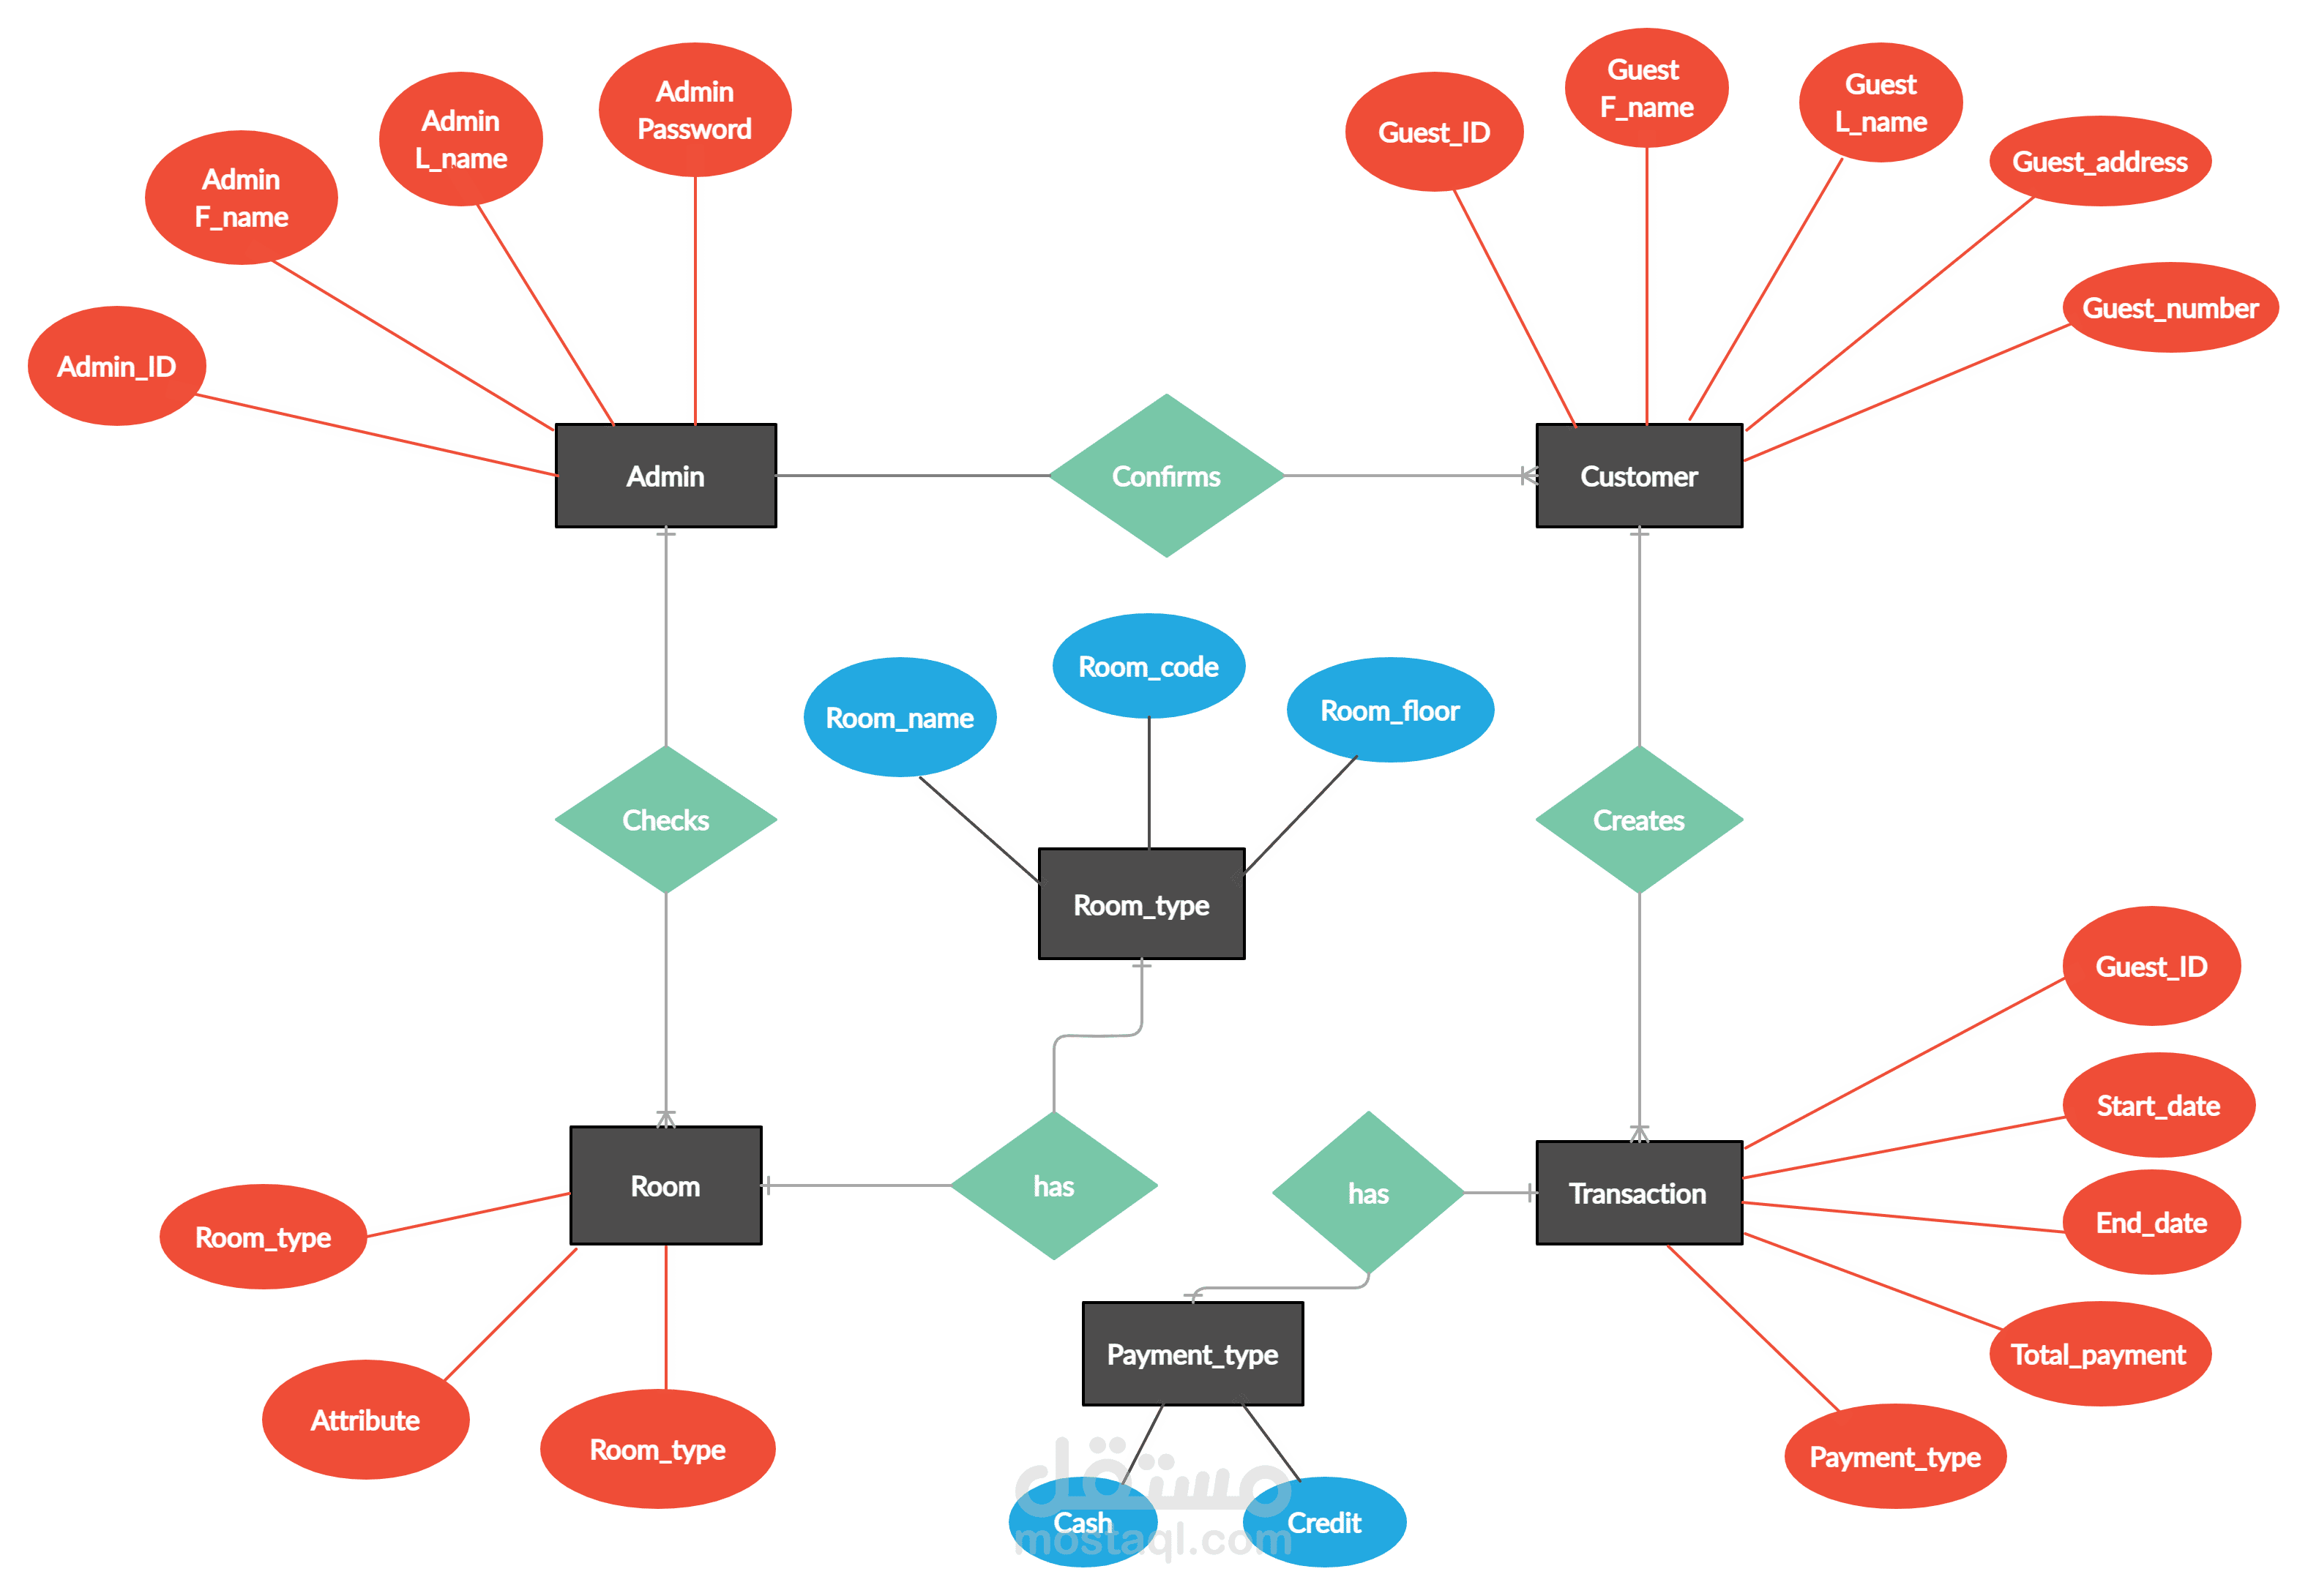 Admin
Password
Admin
L_name
Admin
F_name
Admin_ID
Guest
F_name
Guest
L_name
Guest_ID
Guest_address
Guest_number
Admin
Confirms
Customer
Room_code
Room_name
Room_floor
Checks
Creates
Room_type
Guest_ID
Start_date
Room
has
has
Transaction
Room_type
End_date
Payment_type
Total_payment
Attribute
Room_type
Payment_type
Cash
Credit
مستقل
mostaql.com